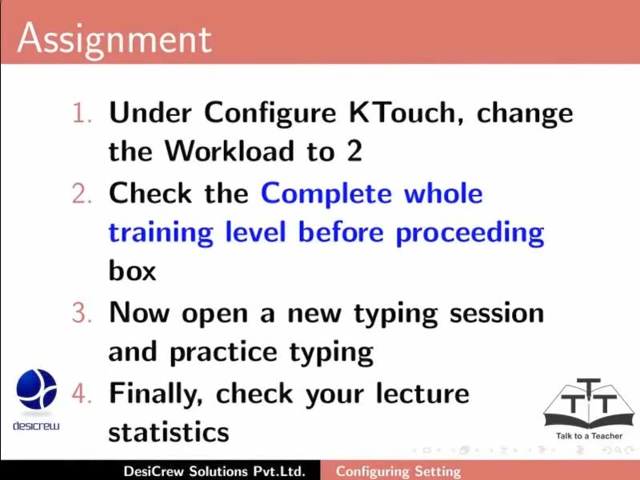 Assignment
1. Under Configure KTouch, change
the Workload to 2
2. Check the Complete whole
training level before proceeding
box
3. Now open a new typing session
and practice typing
4. Finally, check your lecture
statistics
desicrew
TTT
Talk to a Teacher
DesiCrew Solutions Pvt.Ltd. Configuring Setting